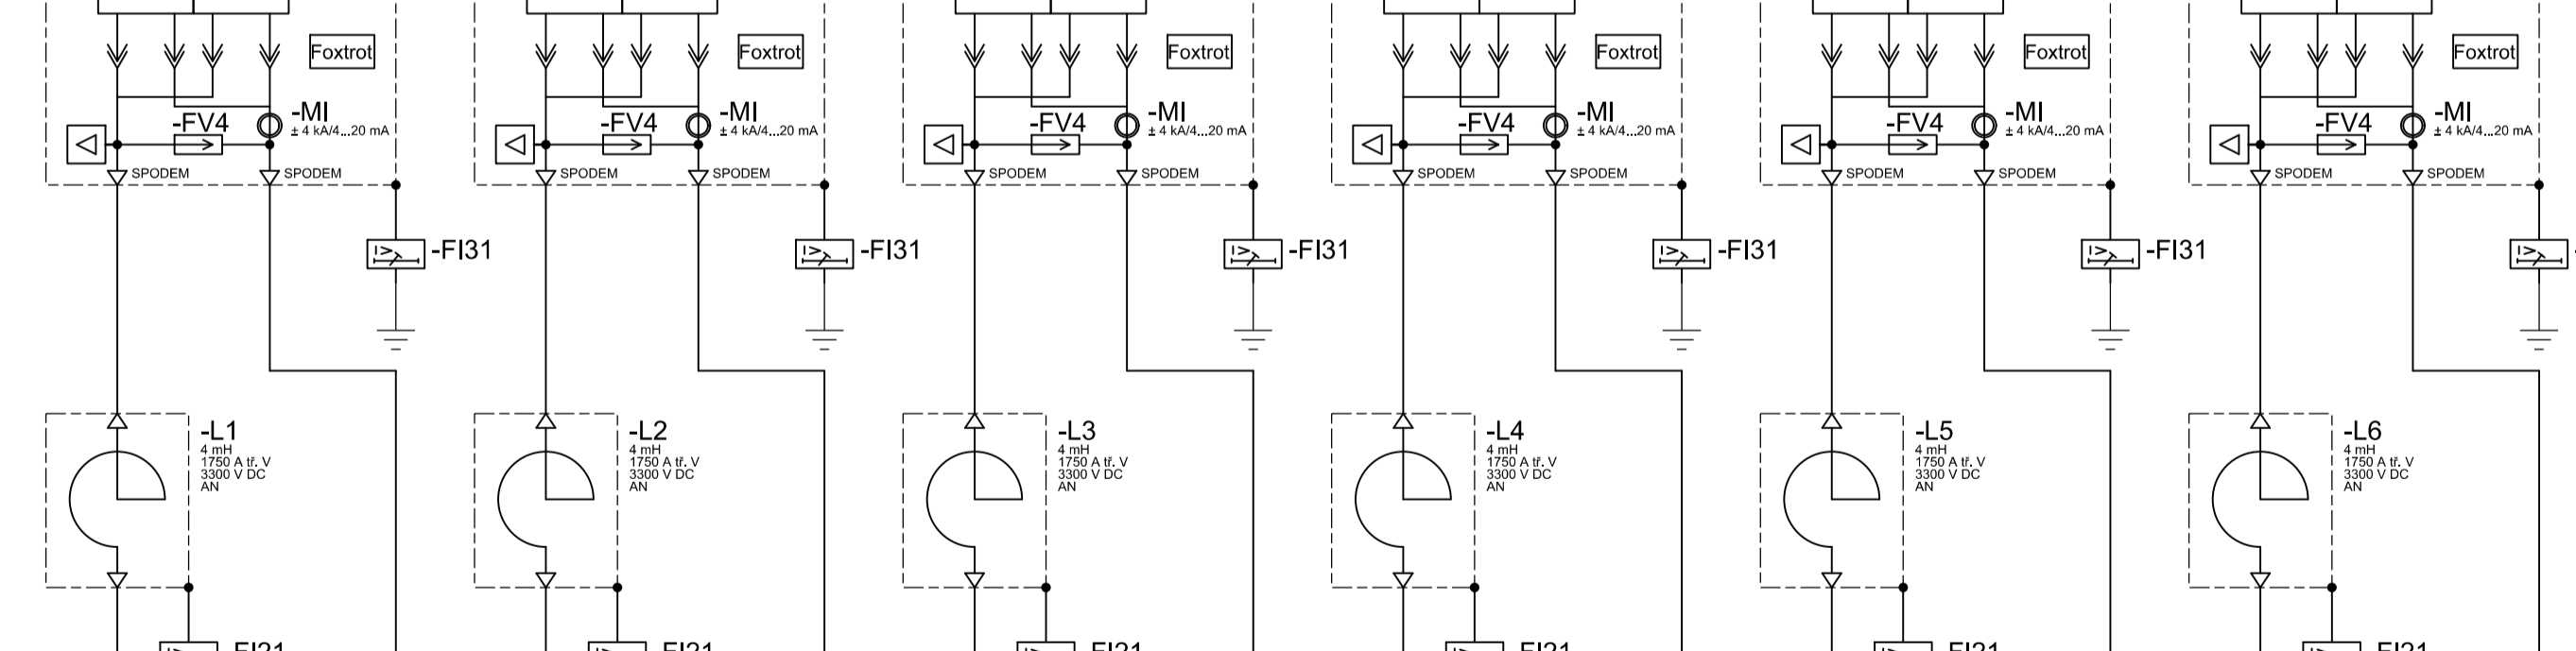 Foxtrot Foxtrot Foxtrot Foxtrot Foxtrot Foxtrot
-FV4 -MI -FV4 -MI -FV4 -MI -FV4 -MI -FV4 -MI -FV4 -MI
± 4 kA/4...20 mA ± 4 kA/4...20 mA ± 4 kA/4...20 mA ± 4 kA/4...20 mA ± 4 kA/4...20 mA ± 4 kA/4...20 mA
SPODEM SPODEM SPODEM SPODEM SPODEM SPODEM SPODEM SPODEM SPODEM SPODEM SPODEM SPODEM
I> -FI31 I> -FI31 I> -FI31 I> -FI31 I> -FI31 I>
-L1 -L2 -L3 -L4 -L5 -L6
4 mH 4 mH 4 mH 4 mH 4 mH 4 mH
1750 A tř. V 1750 A tř. V 1750 A tř. V 1750 A tř. V 1750 A tř. V 1750 A tř. V
3300 V DC 3300 V DC 3300 V DC 3300 V DC 3300 V DC 3300 V DC
AN AN AN AN AN AN